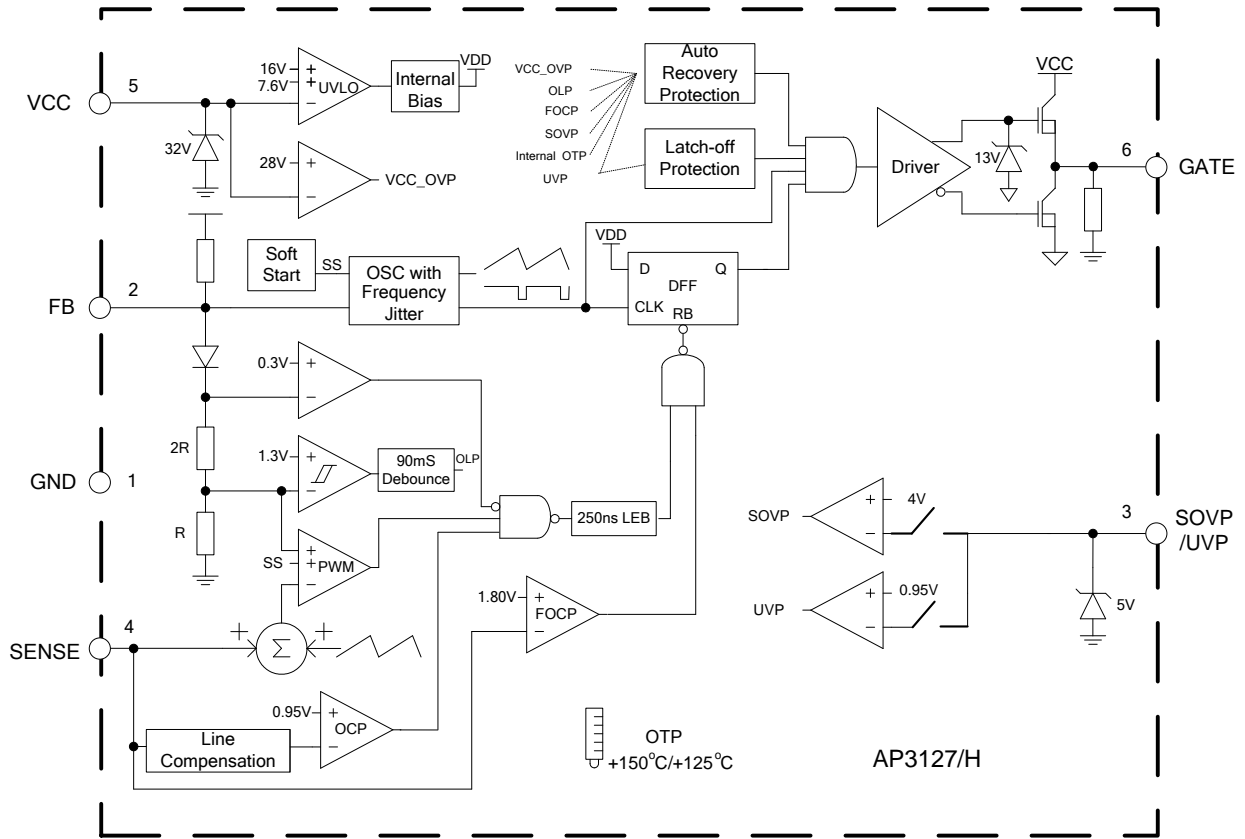 VCC
5
16V
7.6V
+
+
−
UVLO
Internal
Bias
VDD
32V
28V
+
−
VCC_OVP
VCC_OVP
OLP
FOCP
SOVP
Internal OTP
UVP
Auto
Recovery
Protection
Latch-off
Protection
Driver
VCC
13V
6
GATE
Soft
Start
SS
OSC with
Frequency
Jitter
VDD
D
Q
DFF
CLK
RB
FB
2
0.3V
+
−
2R
1.3V
+
−
90mS
Debounce
OLP
GND
1
R
SS
+
+
−
PWM
250ns LEB
SENSE
4
+
Σ
+
1.80V
+
−
FOCP
0.95V
+
−
OCP
Line
Compensation
SOVP
+
−
4V
UVP
+
−
0.95V
3
SOVP
/UVP
5V
OTP
+150°C/+125°C
AP3127/H